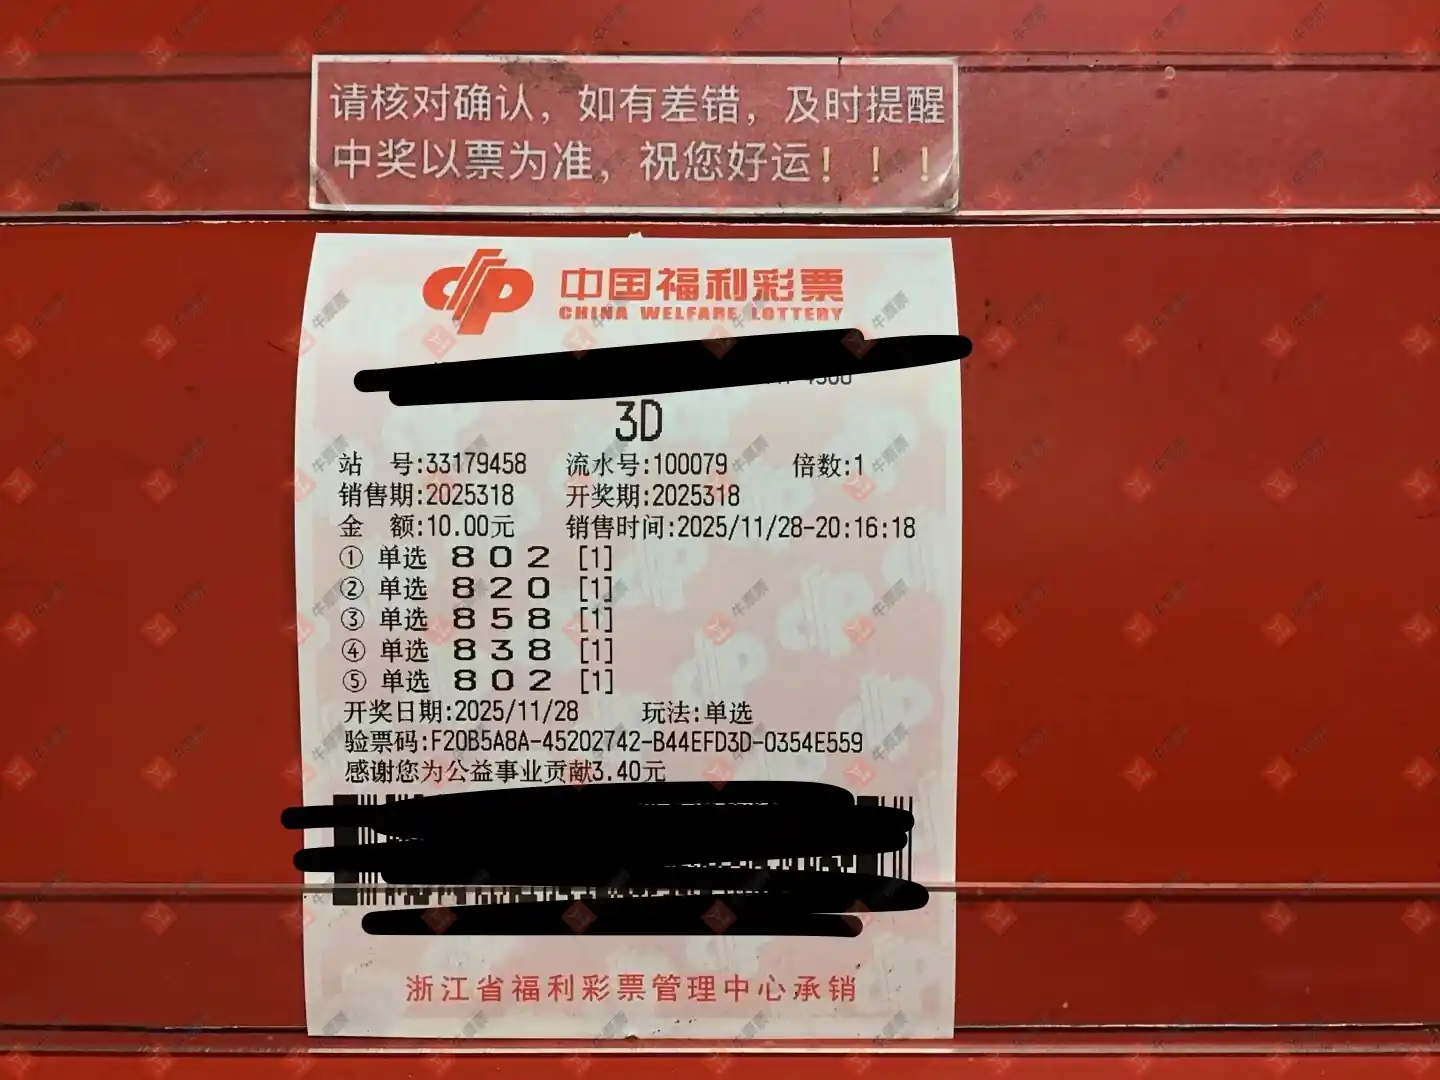 请核对确认，如有差错，及时提醒
中奖以票为准，祝您好运！！！
中国福利彩票
CHINA WELFARE LOTTERY
3D
站 号:33179458 流水号:100079 倍数:1
销售期:2025318 开奖期:2025318
金 额:10.00元 销售时间:2025/11/28-20:16:18
① 单选 8 0 2 [1]
② 单选 8 2 0 [1]
③ 单选 8 5 8 [1]
④ 单选 8 3 8 [1]
⑤ 单选 8 0 2 [1]
开奖日期:2025/11/28 玩法:单选
验票码:F20B5A8A-45202742-B44EFD3D-0354E559
感谢您为公益事业贡献3.40元
浙江省福利彩票管理中心承销